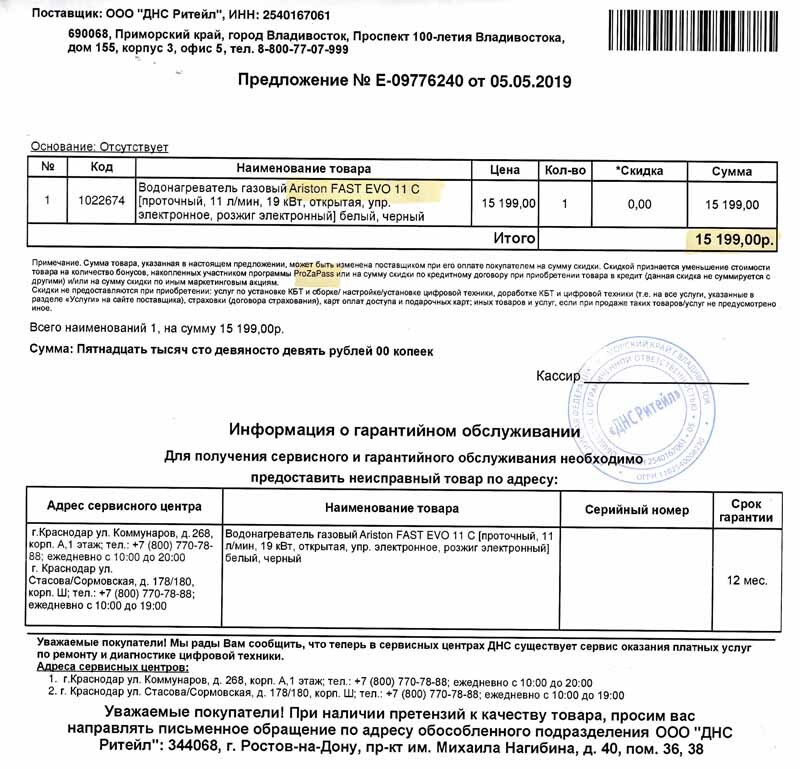 Поставщик: ООО "ДНС Ритейл", ИНН: 2540167061
690068, Приморский край, город Владивосток, Проспект 100-летия Владивостока,
дом 155, корпус 3, офис 5, тел. 8-800-77-07-999
Предложение № Е-09776240 от 05.05.2019
Основание: Отсутствует
№ Код Наименование товара Цена Кол-во *Скидка Сумма
1 1022674 Водонагреватель газовый Ariston FAST EVO 11 C
[проточный, 11 л/мин, 19 кВт, открытая, упр. 15 199,00 1 0,00 15 199,00
электронное, розжиг электронный] белый, черный
Итого 15 199,00р.
Примечание. Сумма товара, указанная в настоящем предложении, может быть изменена поставщиком при его оплате покупателем на сумму скидки. Скидкой признается уменьшение стоимости
товара на количество бонусов, накопленных участником программы ProZaPass или на сумму скидки по кредитному договору при приобретении товара в кредит (данная скидка не суммируется с
другими) и/или на сумму скидки по иным маркетинговым акциям.
Скидки не предоставляются при приобретении: услуг по установке КБТ и сборке/ настройке/установке цифровой техники, доработке КБТ и цифровой техники (т.е. на все услуги, указанные в
разделе «Услуги» на сайте поставщика), страховки (договора страхования), карт оплат доступа и подарочных карт; иных товаров и услуг, если при продаже таких товаров/услуг не предусмотрено
иное.
Всего наименований 1, на сумму 15 199,00р.
Сумма: Пятнадцать тысяч сто девяносто девять рублей 00 копеек
Кассир
«ДНС Ритейл»
Информация о гарантийном обслуживании
Для получения сервисного и гарантийного обслуживания необходимо
предоставить неисправный товар по адресу:
Адрес сервисного центра Наименование товара Серийный номер Срок гарантии
г.Краснодар ул. Коммунаров, д. 268, Водонагреватель газовый Ariston FAST EVO 11 C [проточный, 11
корп. А,1 этаж; тел.: +7 (800) 770-78- л/мин, 19 кВт, открытая, упр. электронное, розжиг электронный]
88; ежедневно с 10:00 до 20:00 белый, черный
г. Краснодар ул.
Стасова/Сормовская, д. 178/180, 12 мес.
корп. Ш; тел.: +7 (800) 770-78-88;
ежедневно с 10:00 до 19:00
Уважаемые покупатели! Мы рады Вам сообщить, что теперь в сервисных центрах ДНС существует сервис оказания платных услуг
по ремонту и диагностике цифровой техники.
Адреса сервисных центров:
1. г.Краснодар ул. Коммунаров, д. 268, корп. А,1 этаж; тел.: +7 (800) 770-78-88; ежедневно с 10:00 до 20:00
2. г. Краснодар ул. Стасова/Сормовская, д. 178/180, корп. Ш; тел.: +7 (800) 770-78-88; ежедневно с 10:00 до 19:00
Уважаемые покупатели! При наличии претензий к качеству товара, просим вас
направлять письменное обращение по адресу обособленного подразделения ООО "ДНС
Ритейл": 344068, г. Ростов-на-Дону, пр-кт им. Михаила Нагибина, д. 40, пом. 36, 38